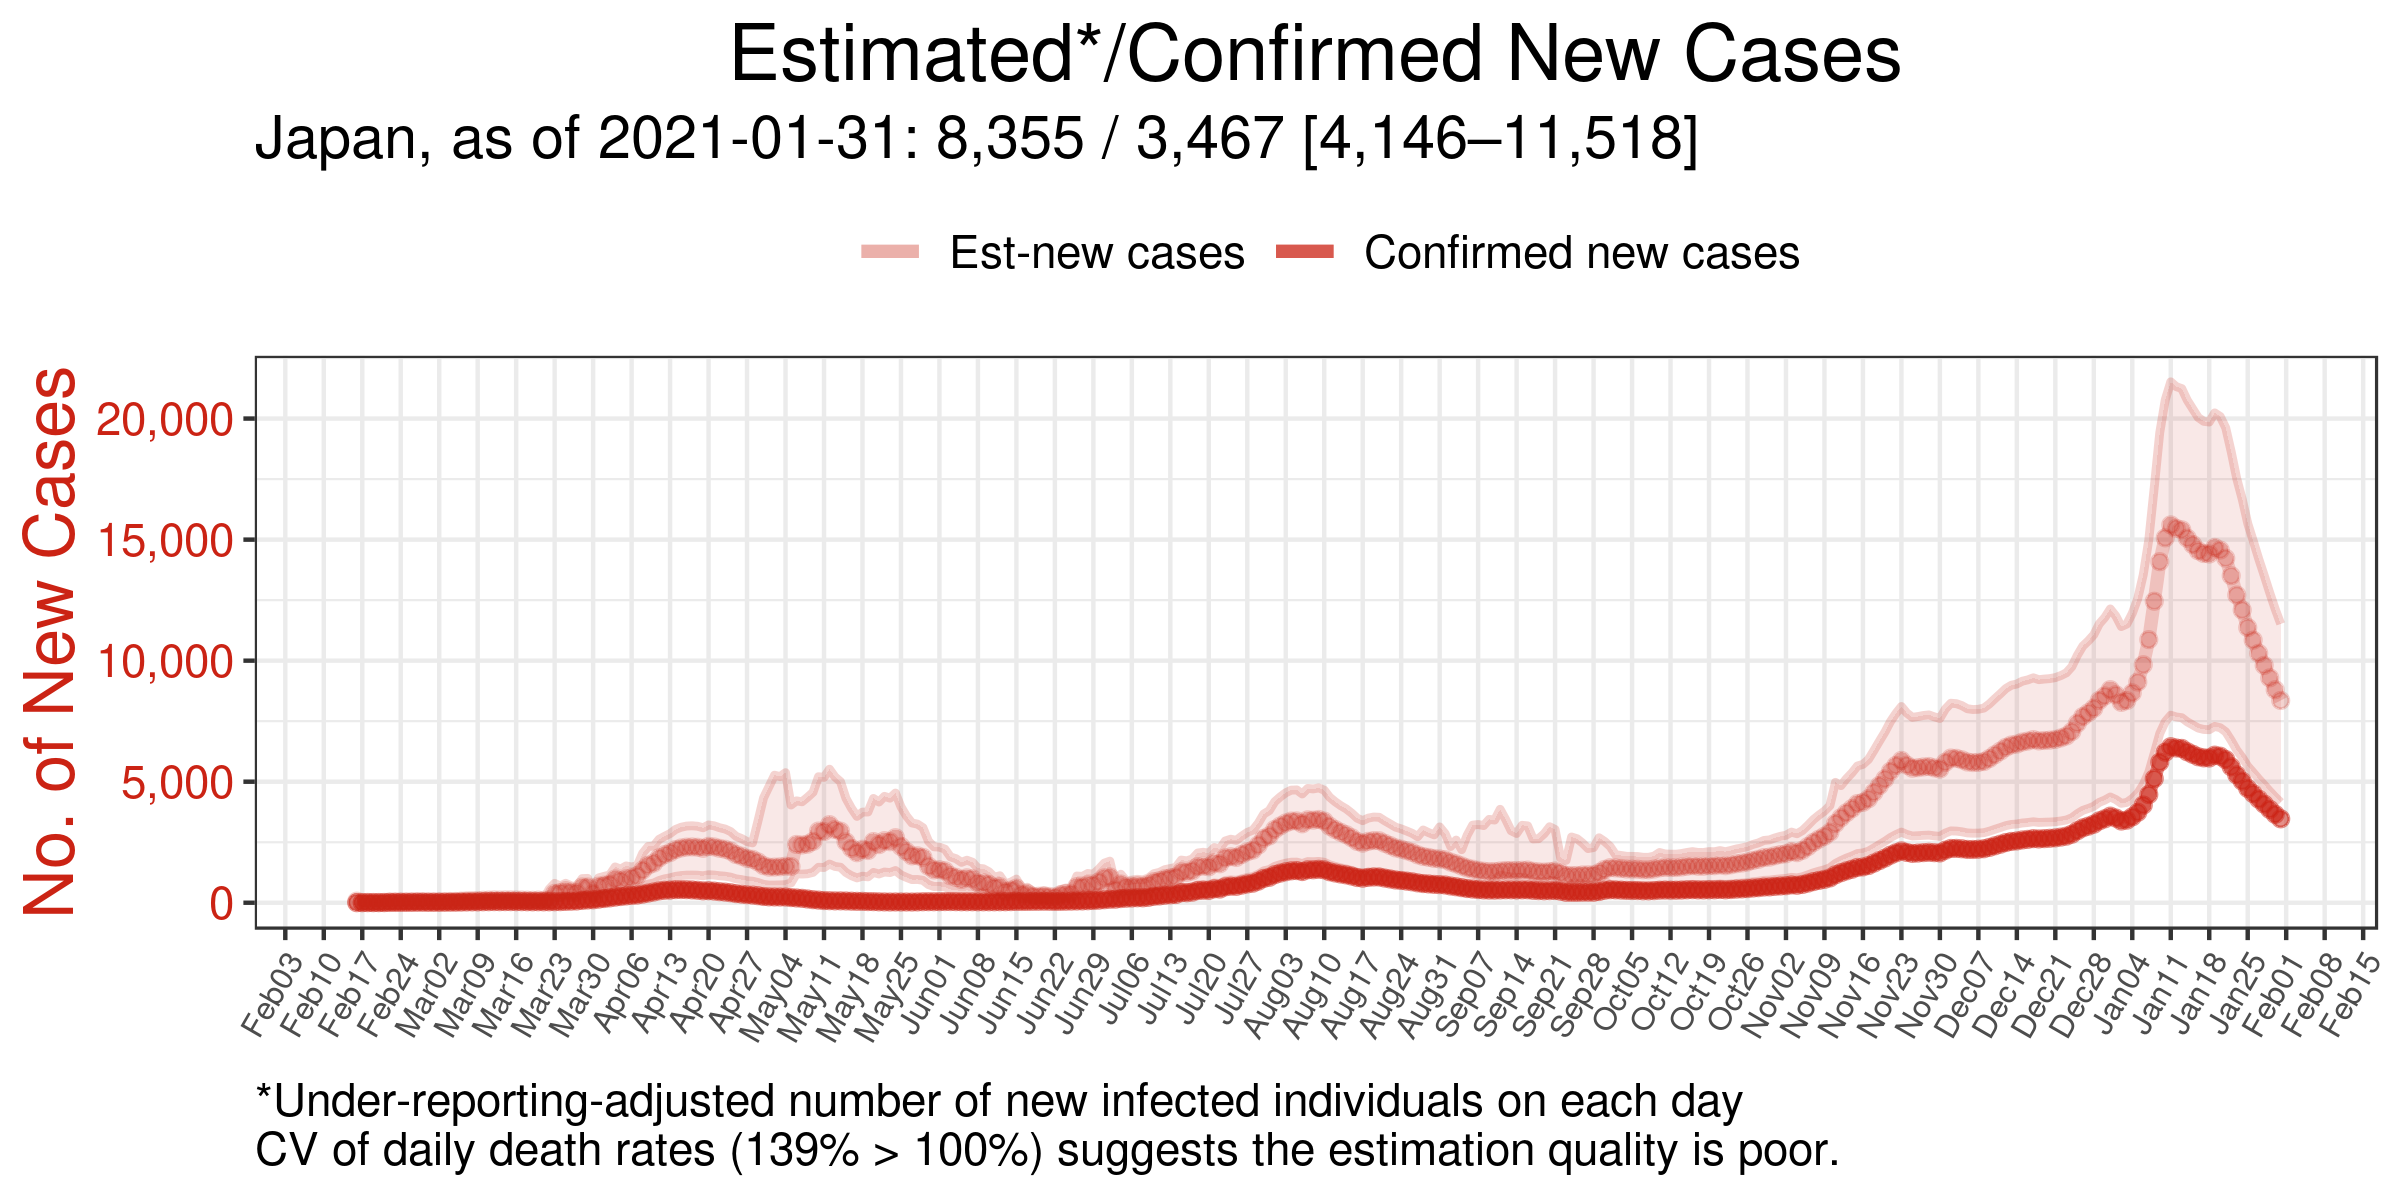 Estimated*/Confirmed New Cases
Japan, as of 2021-01-31: 8,355 / 3,467 [4,146–11,518]
Est-new cases
Confirmed new cases
No. of New Cases
20,000
15,000
10,000
5,000
0
Feb03
Feb10
Feb17
Feb24
Mar02
Mar09
Mar16
Mar23
Mar30
Apr06
Apr13
Apr20
Apr27
May04
May11
May18
May25
Jun01
Jun08
Jun15
Jun22
Jun29
Jul06
Jul13
Jul20
Jul27
Aug03
Aug10
Aug17
Aug24
Aug31
Sep07
Sep14
Sep21
Sep28
Oct05
Oct12
Oct19
Oct26
Nov02
Nov09
Nov16
Nov23
Nov30
Dec07
Dec14
Dec21
Dec28
Jan04
Jan11
Jan18
Jan25
Feb01
Feb08
Feb15
*Under-reporting-adjusted number of new infected individuals on each day
CV of daily death rates (139% > 100%) suggests the estimation quality is poor.